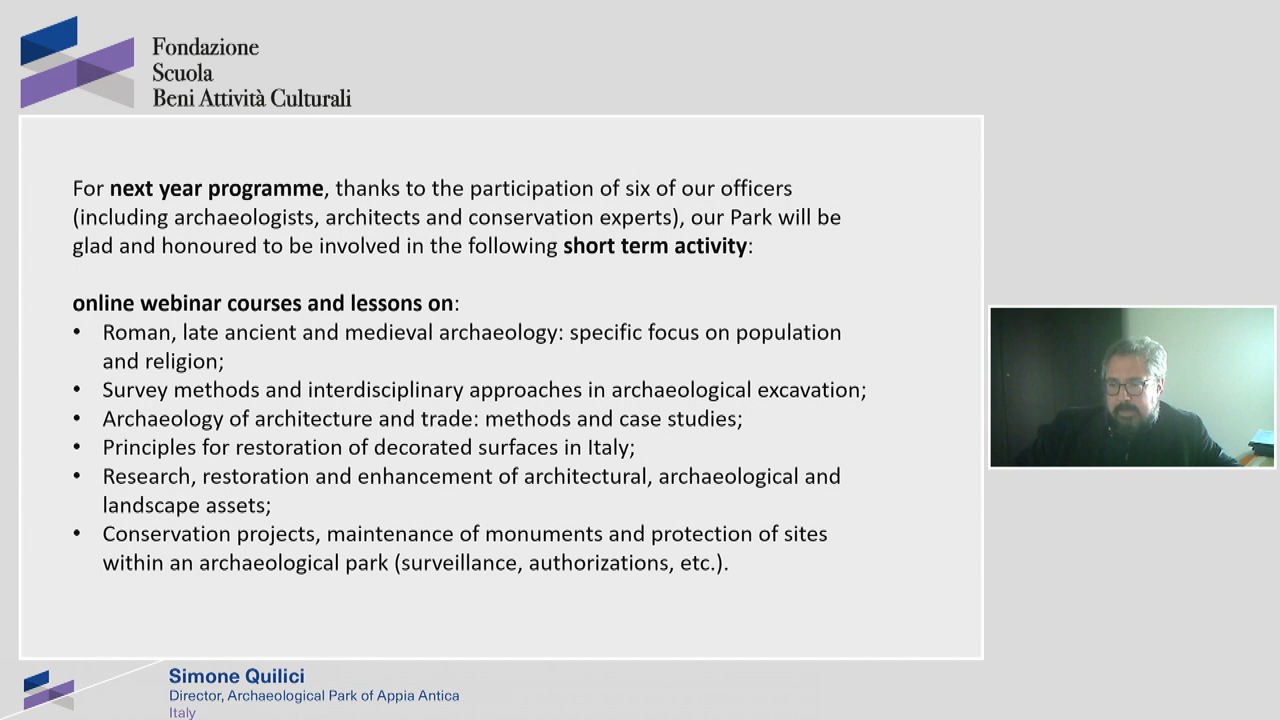 Fondazione
Scuola
Beni Attività Culturali
For next year programme, thanks to the participation of six of our officers
(including archaeologists, architects and conservation experts), our Park will be
glad and honoured to be involved in the following short term activity:
online webinar courses and lessons on:
• Roman, late ancient and medieval archaeology: specific focus on population
and religion;
• Survey methods and interdisciplinary approaches in archaeological excavation;
• Archaeology of architecture and trade: methods and case studies;
• Principles for restoration of decorated surfaces in Italy;
• Research, restoration and enhancement of architectural, archaeological and
landscape assets;
• Conservation projects, maintenance of monuments and protection of sites
within an archaeological park (surveillance, authorizations, etc.).
Simone Quilici
Director, Archaeological Park of Appia Antica
Italy